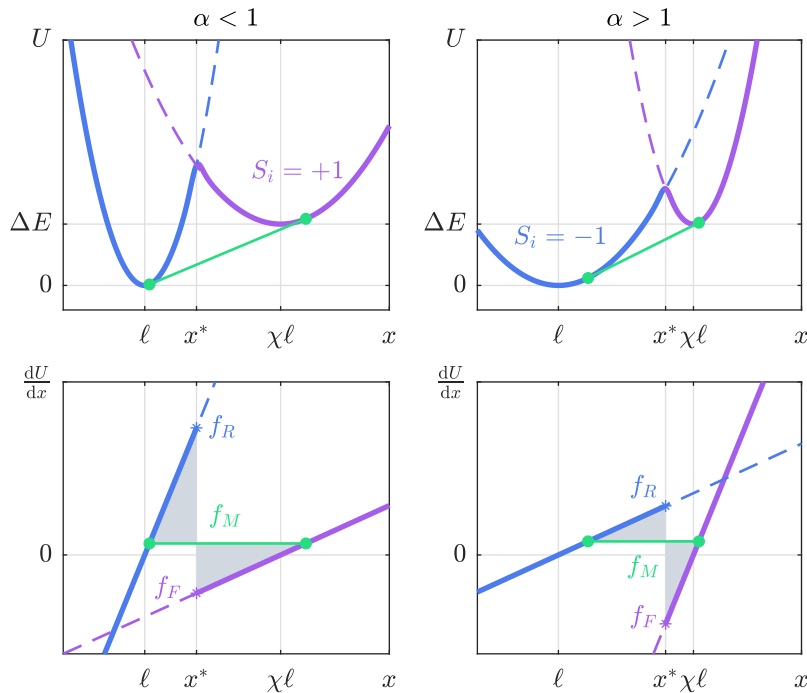 α < 1
α > 1
U
S_i = +1
ΔE
0
ℓ
x*
χℓ
x
U
S_i = −1
ΔE
0
ℓ
x*
χℓ
x
dU/dx
f_R
f_M
0
f_F
ℓ
x*
χℓ
x
dU/dx
f_R
0
f_M
f_F
ℓ
x*
χℓ
x